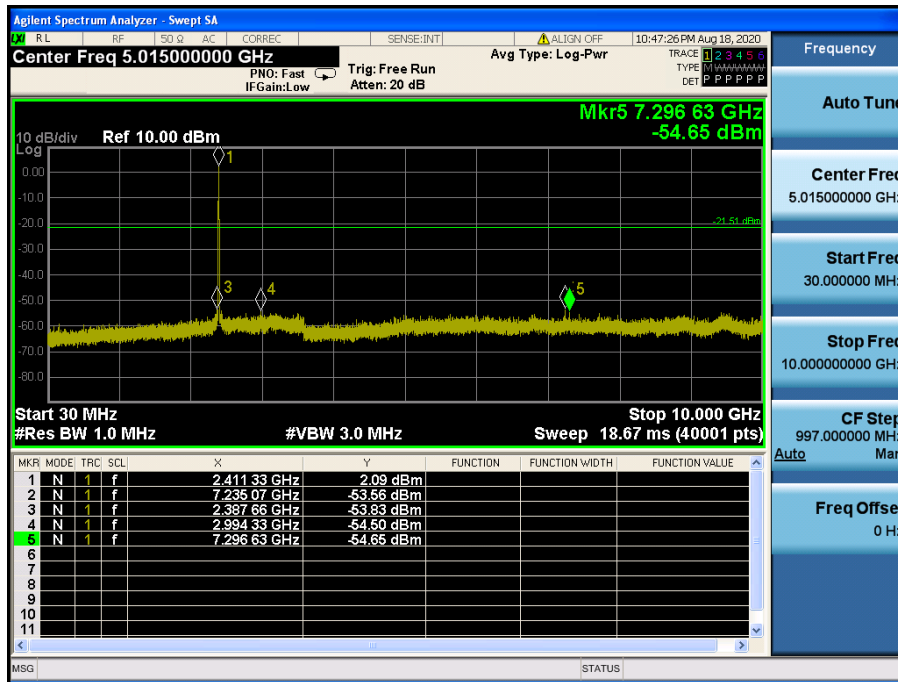 Agilent Spectrum Analyzer - Swept SA
LXI RL RF 50 Ω AC CORREC SENSE:INT ALIGN OFF 10:47:26 PM Aug 18, 2020
Center Freq 5.015000000 GHz
PNO: Fast
IFGain:Low
Trig: Free Run
Atten: 20 dB
Avg Type: Log-Pwr
TRACE 1 2 3 4 5 6
TYPE M W W W W W
DET P P P P P P
Mkr5 7.296 63 GHz
-54.65 dBm
10 dB/div Ref 10.00 dBm
Log
0.00
-10.0
-20.0
-30.0
-40.0
-50.0
-60.0
-70.0
-80.0
1
-21.51 dBm
3
4
5
Start 30 MHz Stop 10.000 GHz
#Res BW 1.0 MHz #VBW 3.0 MHz Sweep 18.67 ms (40001 pts)
MKR MODE TRC SCL X Y FUNCTION FUNCTION WIDTH FUNCTION VALUE
1 N 1 f 2.411 33 GHz 2.09 dBm
2 N 1 f 7.235 07 GHz -53.56 dBm
3 N 1 f 2.387 66 GHz -53.83 dBm
4 N 1 f 2.994 33 GHz -54.50 dBm
5 N 1 f 7.296 63 GHz -54.65 dBm
6
7
8
9
10
11
MSG STATUS
Frequency
Auto Tune
Center Freq
5.015000000 GHz
Start Freq
30.000000 MHz
Stop Freq
10.000000000 GHz
CF Step
997.000000 MHz
Auto Man
Freq Offse
0 Hz